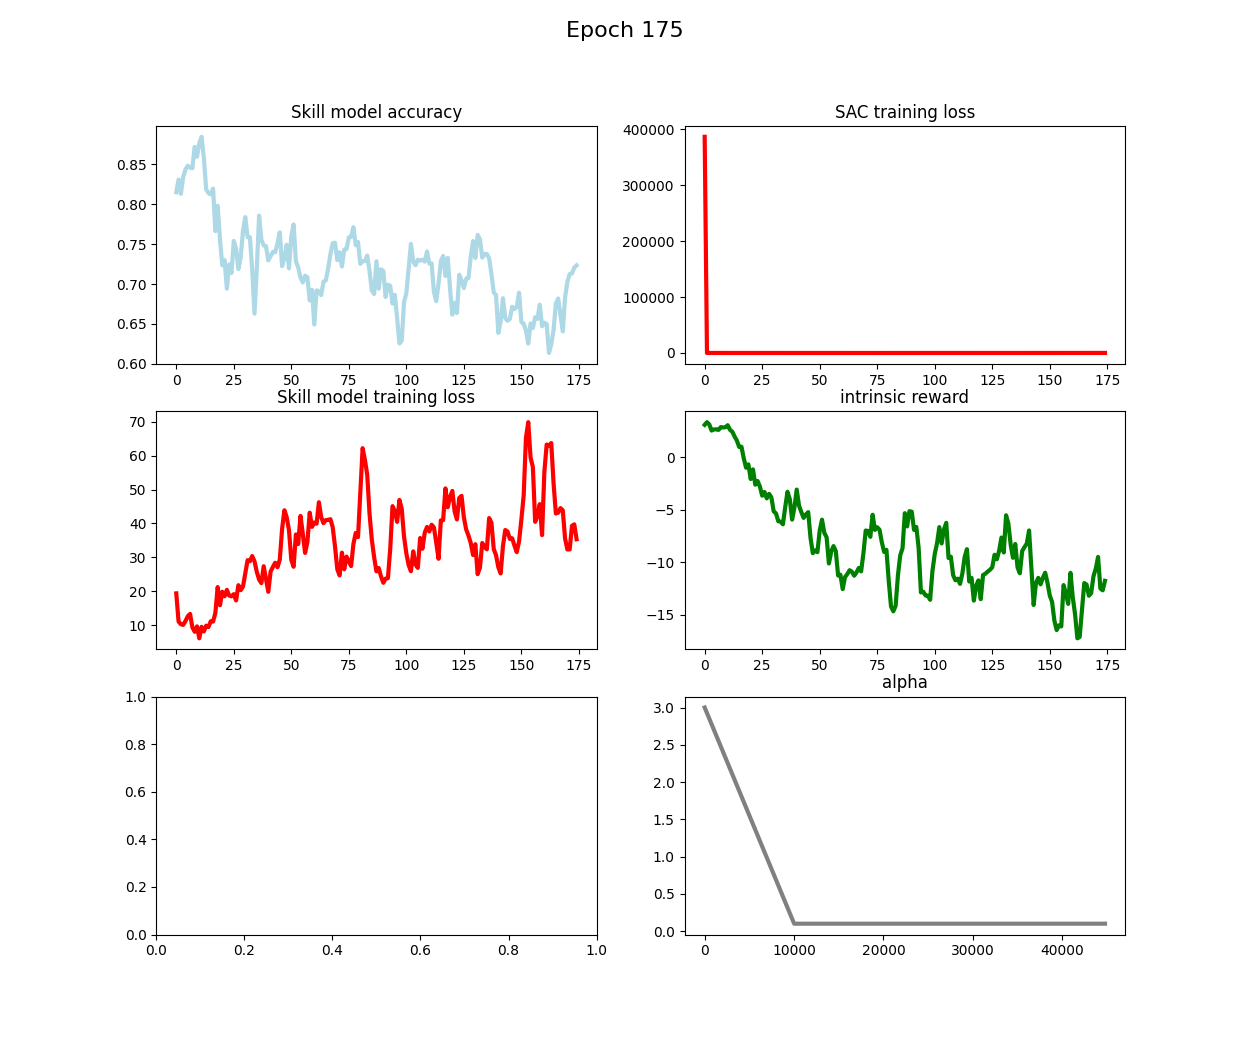 Epoch 175
Skill model accuracy
0.85
0.80
0.75
0.70
0.65
0.60
0 25 50 75 100 125 150 175
SAC training loss
400000
300000
200000
100000
0
0 25 50 75 100 125 150 175
Skill model training loss
70
60
50
40
30
20
10
0 25 50 75 100 125 150 175
intrinsic reward
0
−5
−10
−15
0 25 50 75 100 125 150 175
1.0
0.8
0.6
0.4
0.2
0.0
0.0 0.2 0.4 0.6 0.8 1.0
alpha
3.0
2.5
2.0
1.5
1.0
0.5
0.0
0 10000 20000 30000 40000